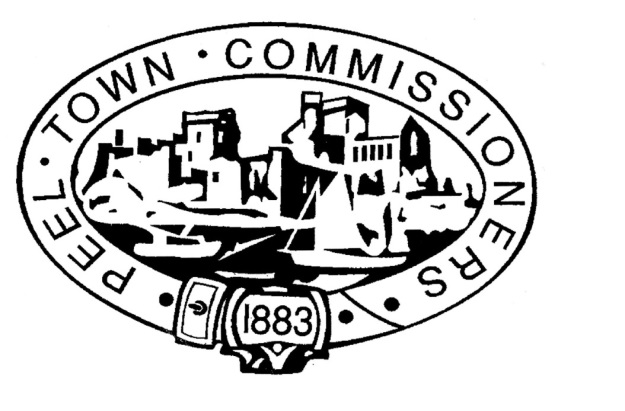 PEEL · TOWN · COMMISSIONERS
1883